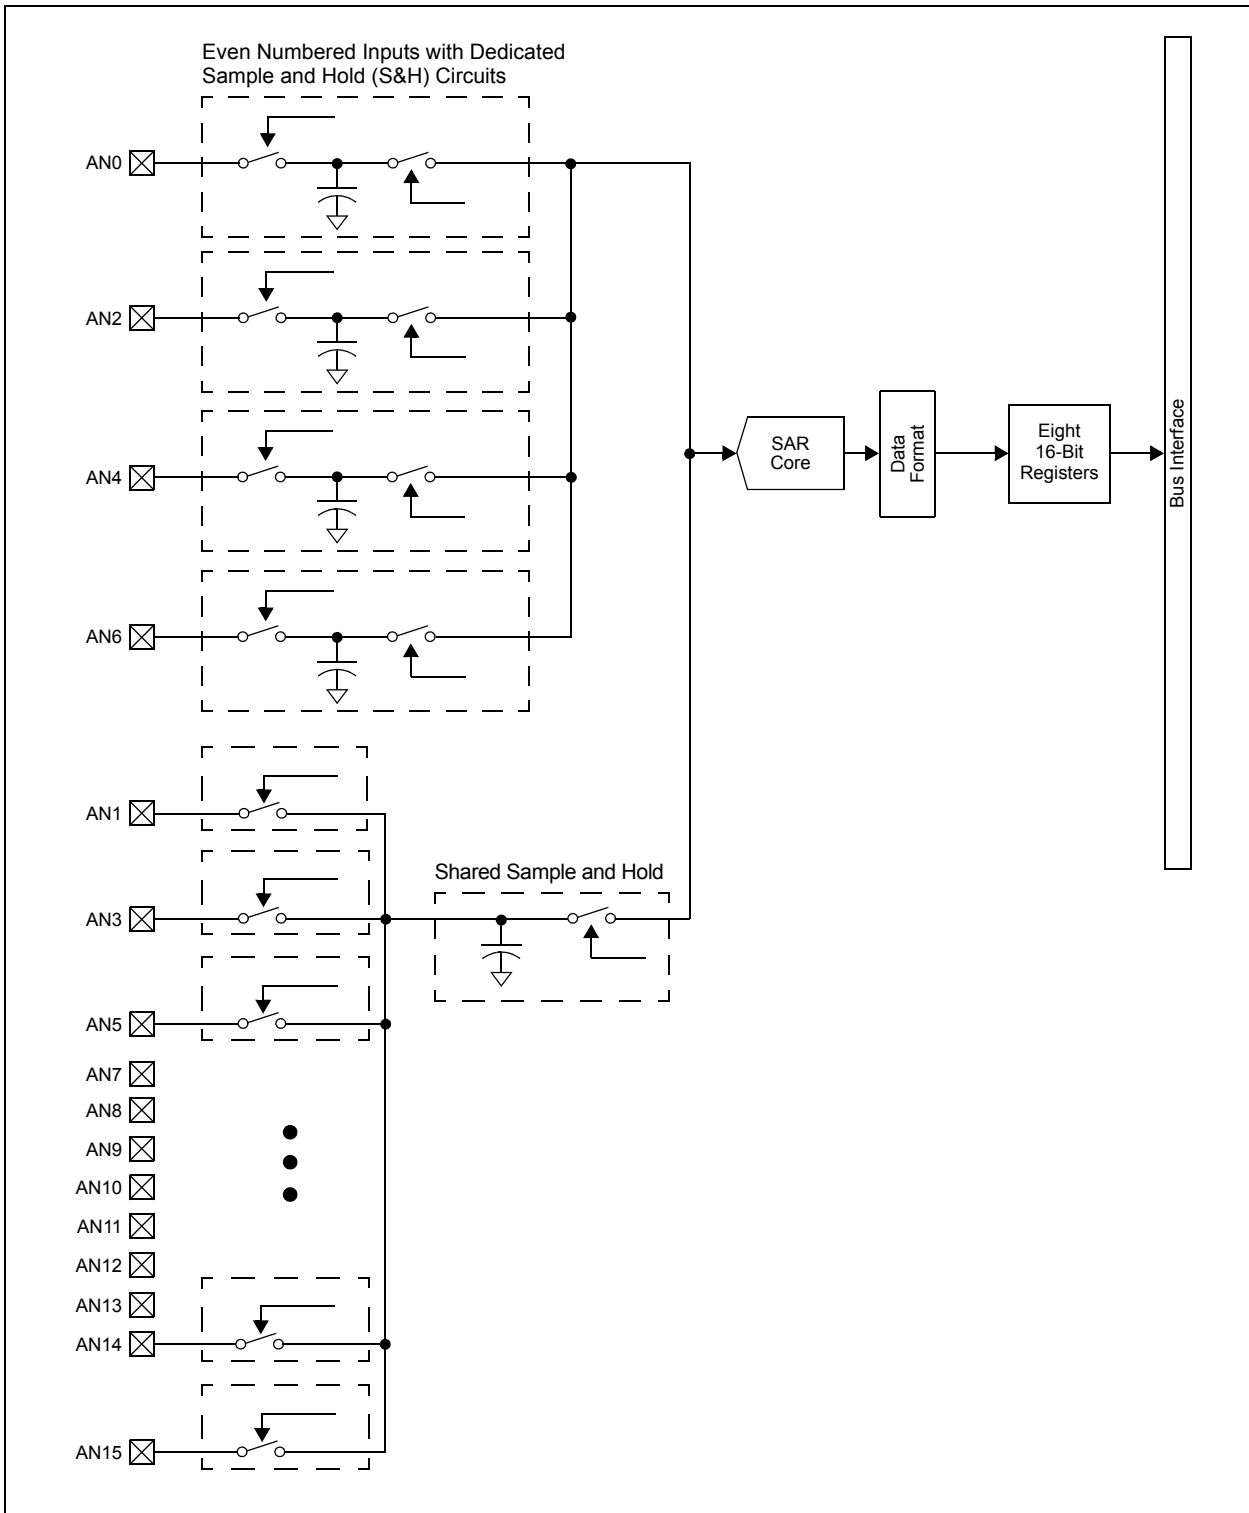 Even Numbered Inputs with Dedicated
Sample and Hold (S&H) Circuits
AN0
AN2
AN4
AN6
SAR
Core
Data
Format
Eight
16-Bit
Registers
Bus Interface
AN1
Shared Sample and Hold
AN3
AN5
AN7
AN8
AN9
AN10
AN11
AN12
AN13
AN14
AN15